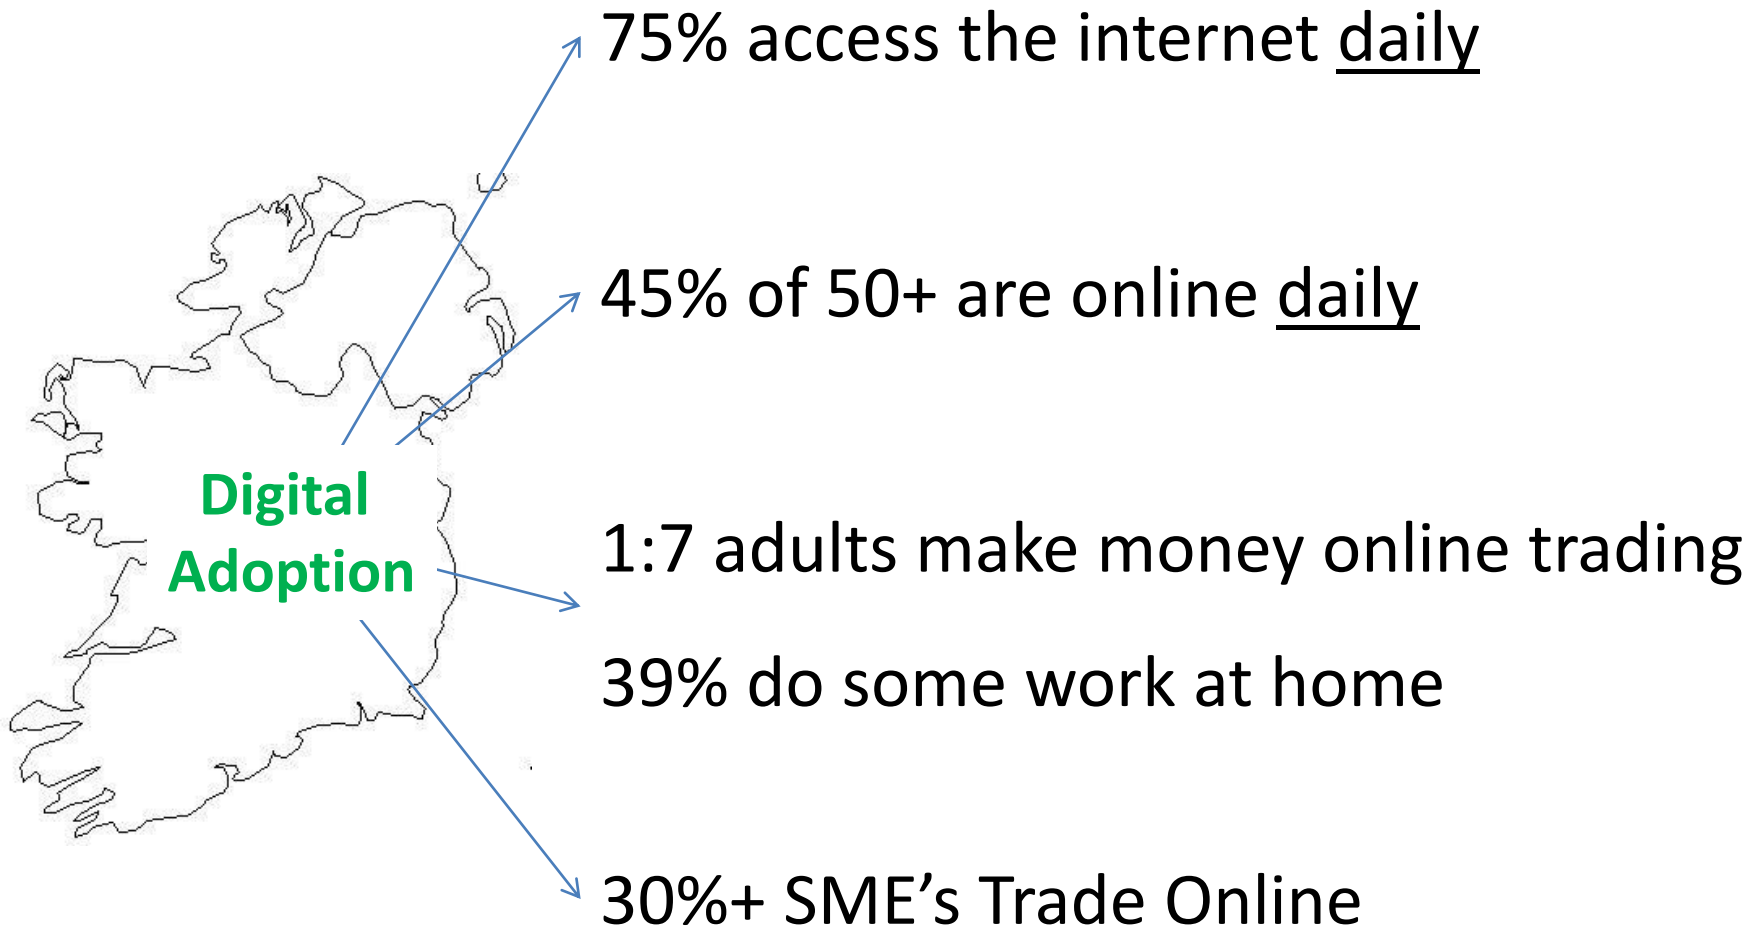 75% access the internet daily
45% of 50+ are online daily
Digital
Adoption
1:7 adults make money online trading
39% do some work at home
30%+ SME’s Trade Online